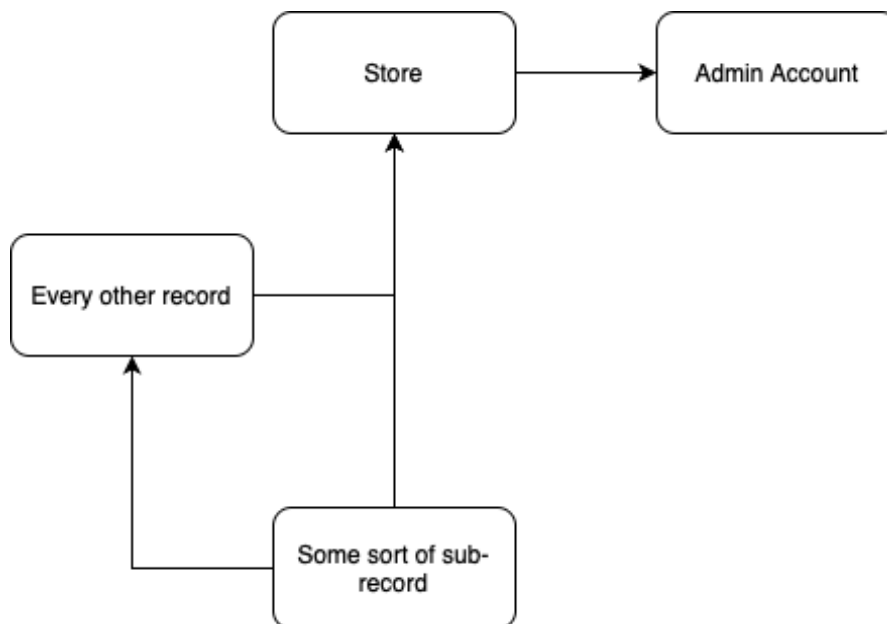 Store
Admin Account
Every other record
Some sort of sub-
record